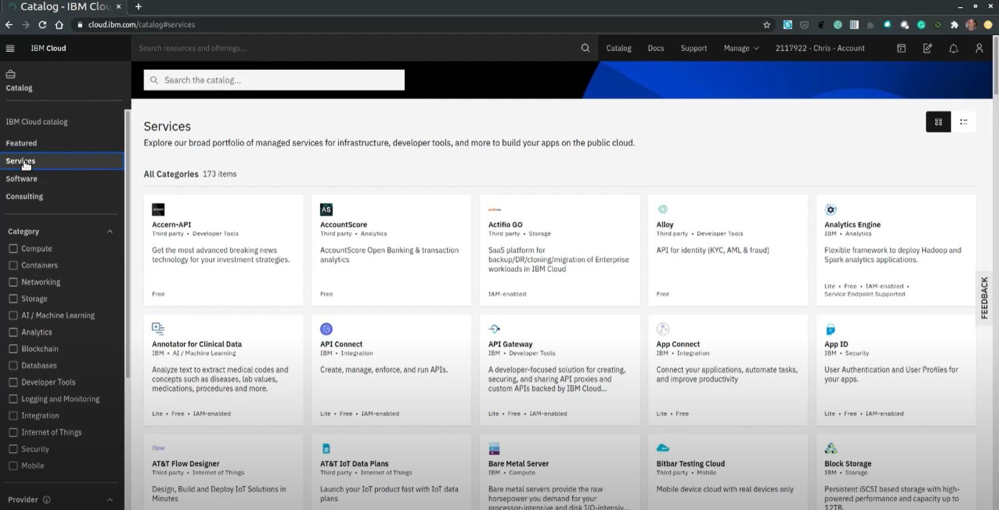 Catalog - IBM Clou
cloud.ibm.com/catalog#services
IBM Cloud
Search resources and offerings...
Catalog
Docs
Support
Manage
2117922 - Chris - Account
Catalog
IBM Cloud catalog
Featured
Services
Software
Consulting
Category
Compute
Containers
Networking
Storage
AI / Machine Learning
Analytics
Blockchain
Databases
Developer Tools
Logging and Monitoring
Integration
Internet of Things
Security
Mobile
Provider
Search the catalog...
Services
Explore our broad portfolio of managed services for infrastructure, developer tools, and more to build your apps on the public cloud.
All Categories 173 items
accern
Accern-API
Third party • Developer Tools
Get the most advanced breaking news
technology for your investment strategies.
Free
AS
AccountScore
Third party • Analytics
AccountScore Open Banking & transaction
analytics
Free
actifio
Actifio GO
Third party • Storage
SaaS platform for
backup/DR/cloning/migration of Enterprise
workloads in IBM Cloud
IAM-enabled
Alloy
Third party • Developer Tools
API for identity (KYC, AML & fraud)
Free
Analytics Engine
IBM • Analytics
Flexible framework to deploy Hadoop and
Spark analytics applications.
Lite • Free • IAM-enabled •
Service Endpoint Supported
Annotator for Clinical Data
IBM • AI / Machine Learning
Analyze text to extract medical codes and
concepts such as diseases, lab values,
medications, procedures and more.
Lite • Free • IAM-enabled
API Connect
IBM • Integration
Create, manage, enforce, and run APIs.
Lite • Free • IAM-enabled
API Gateway
IBM • Developer Tools
A developer-focused solution for creating,
securing, and sharing API proxies and
custom APIs backed by IBM Cloud...
Lite • Free • IAM-enabled
App Connect
IBM • Integration
Connect your applications, automate tasks,
and improve productivity
Lite • Free
App ID
IBM • Security
User Authentication and User Profiles for
your apps.
Lite • Free • IAM-enabled
Flow
AT&T Flow Designer
Third party • Internet of Things
Design, Build and Deploy IoT Solutions in
Minutes
AT&T IoT Data Plans
Third party • Internet of Things
Launch your IoT product fast with IoT data
plans
Bare Metal Server
IBM • Compute
Bare metal servers provide the raw
horsepower you demand for your
processor-intensive and disk I/O-intensiv...
Bitbar Testing Cloud
Third party • Mobile
Mobile device cloud with real devices only
Block Storage
IBM • Storage
Persistent iSCSI based storage with high-
powered performance and capacity up to
12TB.
FEEDBACK